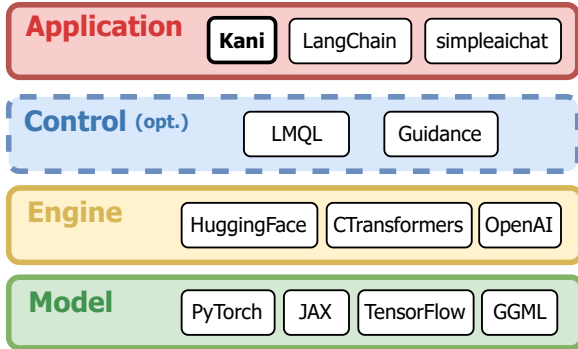 Application Kani LangChain simpleaichat
Control (opt.) LMQL Guidance
Engine HuggingFace CTransformers OpenAI
Model PyTorch JAX TensorFlow GGML